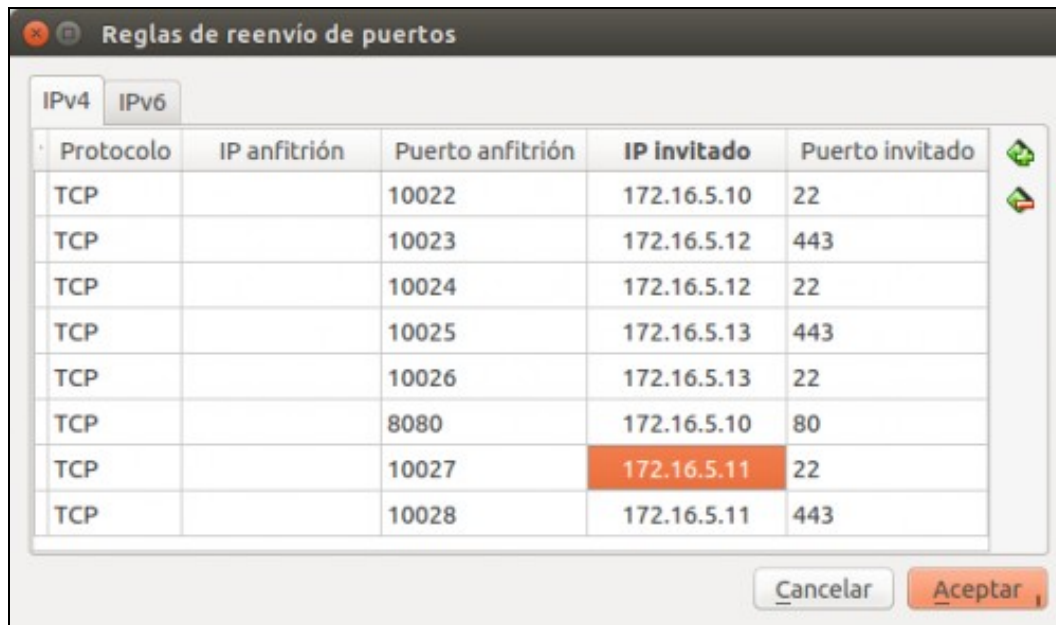 Reglas de reenvío de puertos
IPv4 IPv6
Protocolo IP anfitrión Puerto anfitrión IP invitado Puerto invitado
TCP 10022 172.16.5.10 22
TCP 10023 172.16.5.12 443
TCP 10024 172.16.5.12 22
TCP 10025 172.16.5.13 443
TCP 10026 172.16.5.13 22
TCP 8080 172.16.5.10 80
TCP 10027 172.16.5.11 22
TCP 10028 172.16.5.11 443
Cancelar Aceptar